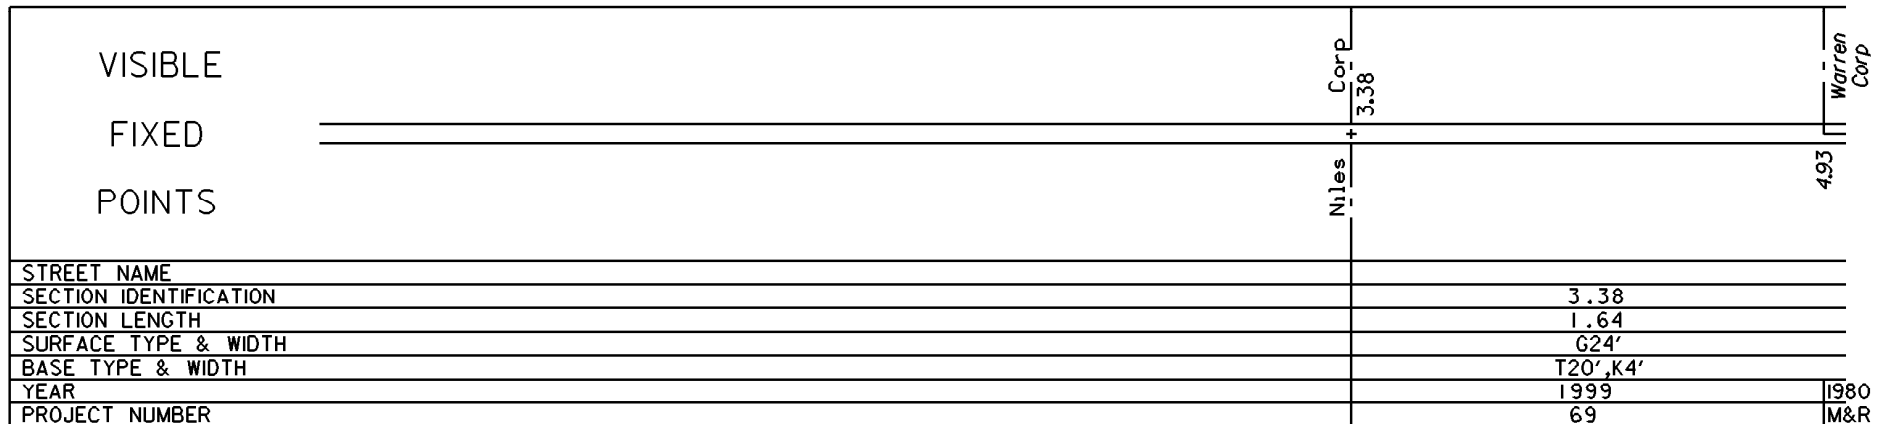 VISIBLE
FIXED
POINTS
Niles Corp
3.38
Warren
Corp
4.93
STREET NAME
SECTION IDENTIFICATION 3.38
SECTION LENGTH 1.64
SURFACE TYPE & WIDTH G24'
BASE TYPE & WIDTH T20',K4'
YEAR 1999 1980
PROJECT NUMBER 69 M&R